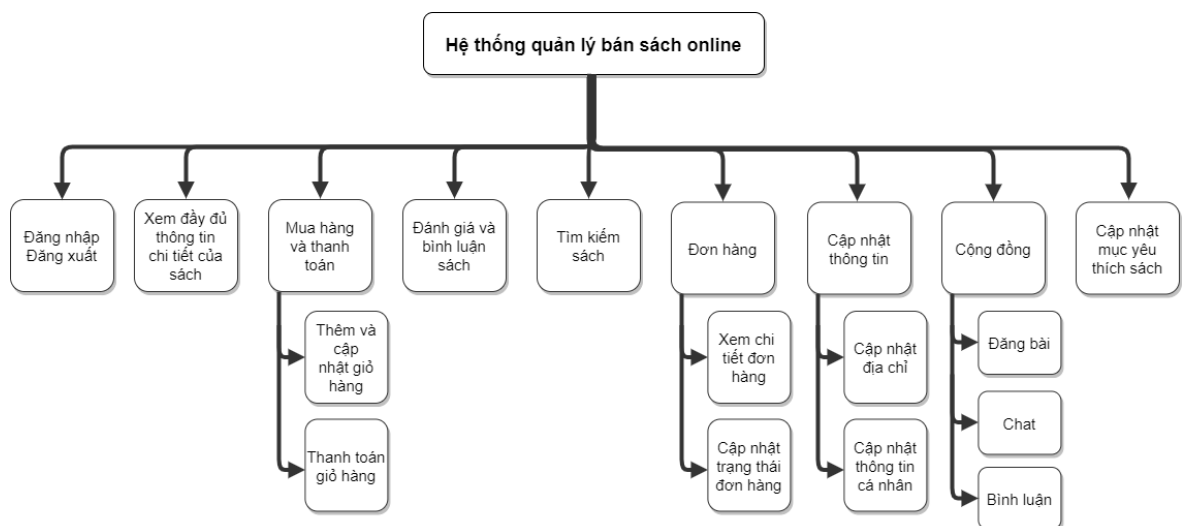 Hệ thống quản lý bán sách online
Đăng nhập
Đăng xuất
Xem đầy đủ
thông tin
chi tiết của
sách
Mua hàng
và thanh
toán
Đánh giá và
bình luận
sách
Tìm kiếm
sách
Đơn hàng
Cập nhật
thông tin
Cộng đồng
Cập nhật
mục yêu
thích sách
Thêm và
cập
nhật giỏ
hàng
Thanh toán
giỏ hàng
Xem chi
tiết đơn
hàng
Cập nhật
trạng thái
đơn hàng
Cập nhật
địa chỉ
Cập nhật
thông tin
cá nhân
Đăng bài
Chat
Bình luận